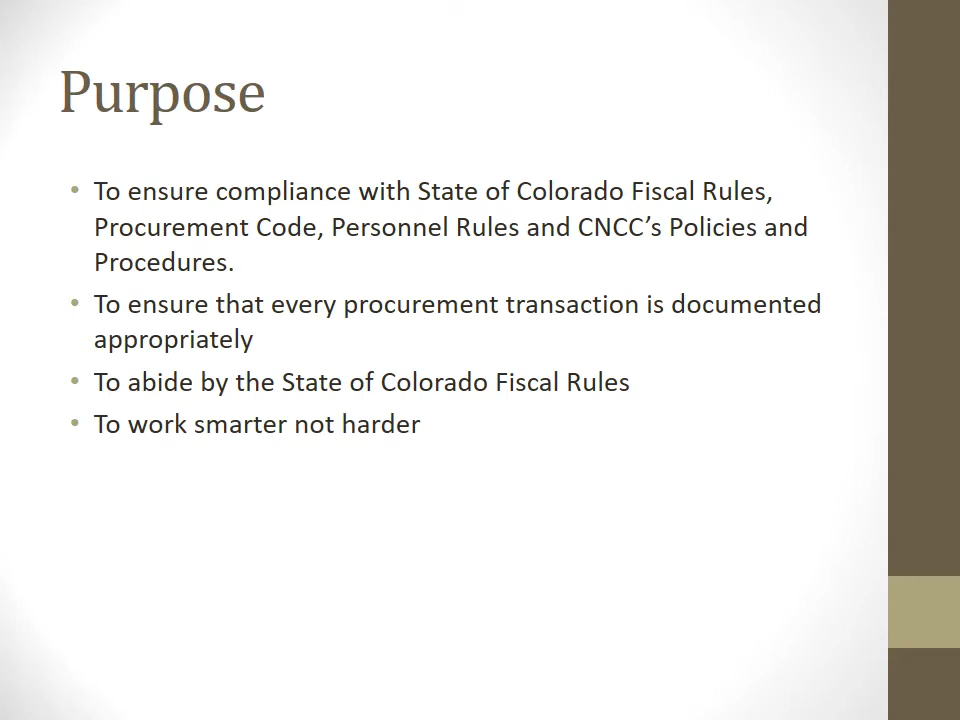 Purpose
• To ensure compliance with State of Colorado Fiscal Rules,
Procurement Code, Personnel Rules and CNCC’s Policies and
Procedures.
• To ensure that every procurement transaction is documented
appropriately
• To abide by the State of Colorado Fiscal Rules
• To work smarter not harder